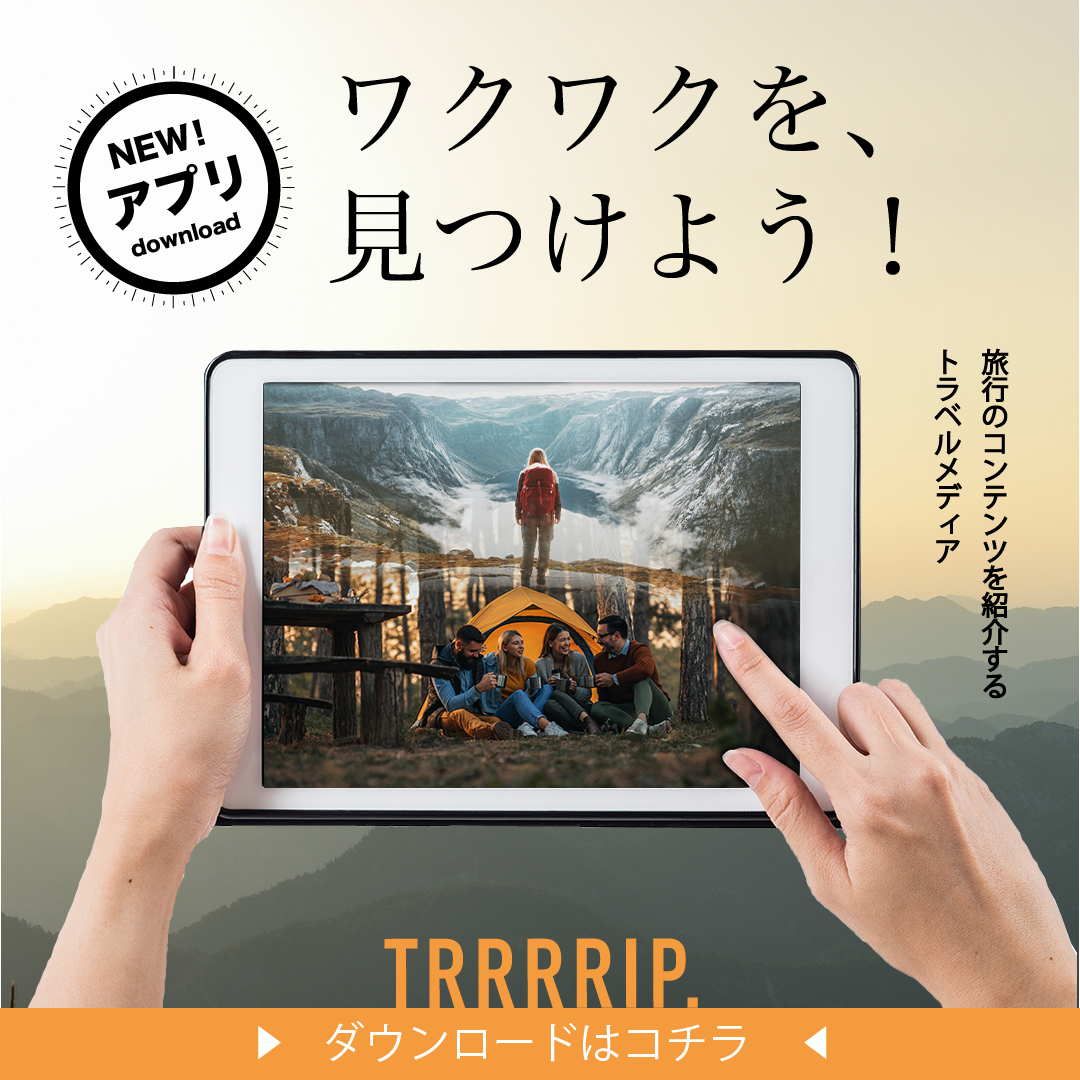 NEW!
アプリ
download
ワクワクを、
見つけよう！
旅行のコンテンツを紹介する
トラベルメディア
TRRRRIP.
▶ ダウンロードはコチラ ◀